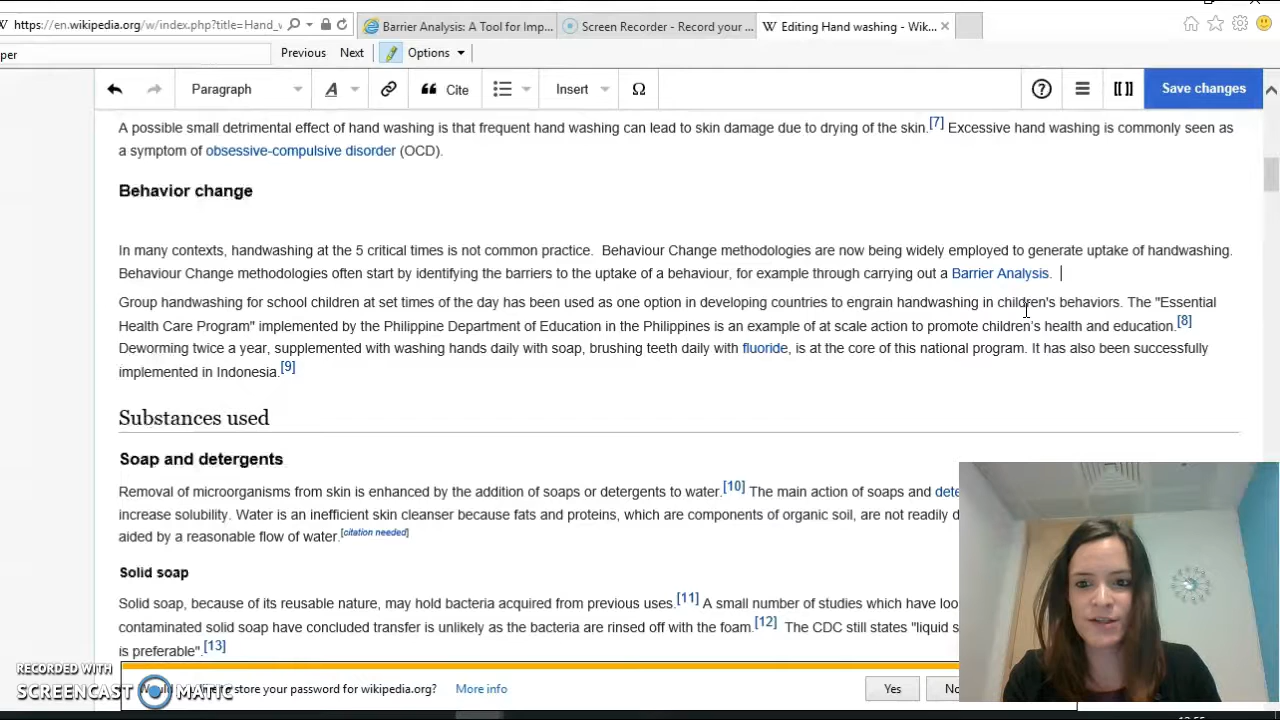 https://en.wikipedia.org/w/index.php?title=Hand_w
Barrier Analysis: A Tool for Imp...
Screen Recorder - Record your ...
W Editing Hand washing - Wik...
per
Previous
Next
Options
Paragraph
A
Cite
Insert
Ω
Save changes
A possible small detrimental effect of hand washing is that frequent hand washing can lead to skin damage due to drying of the skin.[7] Excessive hand washing is commonly seen as
a symptom of obsessive-compulsive disorder (OCD).
Behavior change
In many contexts, handwashing at the 5 critical times is not common practice.  Behaviour Change methodologies are now being widely employed to generate uptake of handwashing.
Behaviour Change methodologies often start by identifying the barriers to the uptake of a behaviour, for example through carrying out a Barrier Analysis.
Group handwashing for school children at set times of the day has been used as one option in developing countries to engrain handwashing in children's behaviors. The "Essential
Health Care Program" implemented by the Philippine Department of Education in the Philippines is an example of at scale action to promote children's health and education.[8]
Deworming twice a year, supplemented with washing hands daily with soap, brushing teeth daily with fluoride, is at the core of this national program. It has also been successfully
implemented in Indonesia.[9]
Substances used
Soap and detergents
Removal of microorganisms from skin is enhanced by the addition of soaps or detergents to water.[10] The main action of soaps and dete
increase solubility. Water is an inefficient skin cleanser because fats and proteins, which are components of organic soil, are not readily d
aided by a reasonable flow of water.[citation needed]
Solid soap
Solid soap, because of its reusable nature, may hold bacteria acquired from previous uses.[11] A small number of studies which have loo
contaminated solid soap have concluded transfer is unlikely as the bacteria are rinsed off with the foam.[12]  The CDC still states "liquid s
is preferable".[13]
RECORDED WITH
SCREENCAST MATIC
to store your password for wikipedia.org?
More info
Yes
No